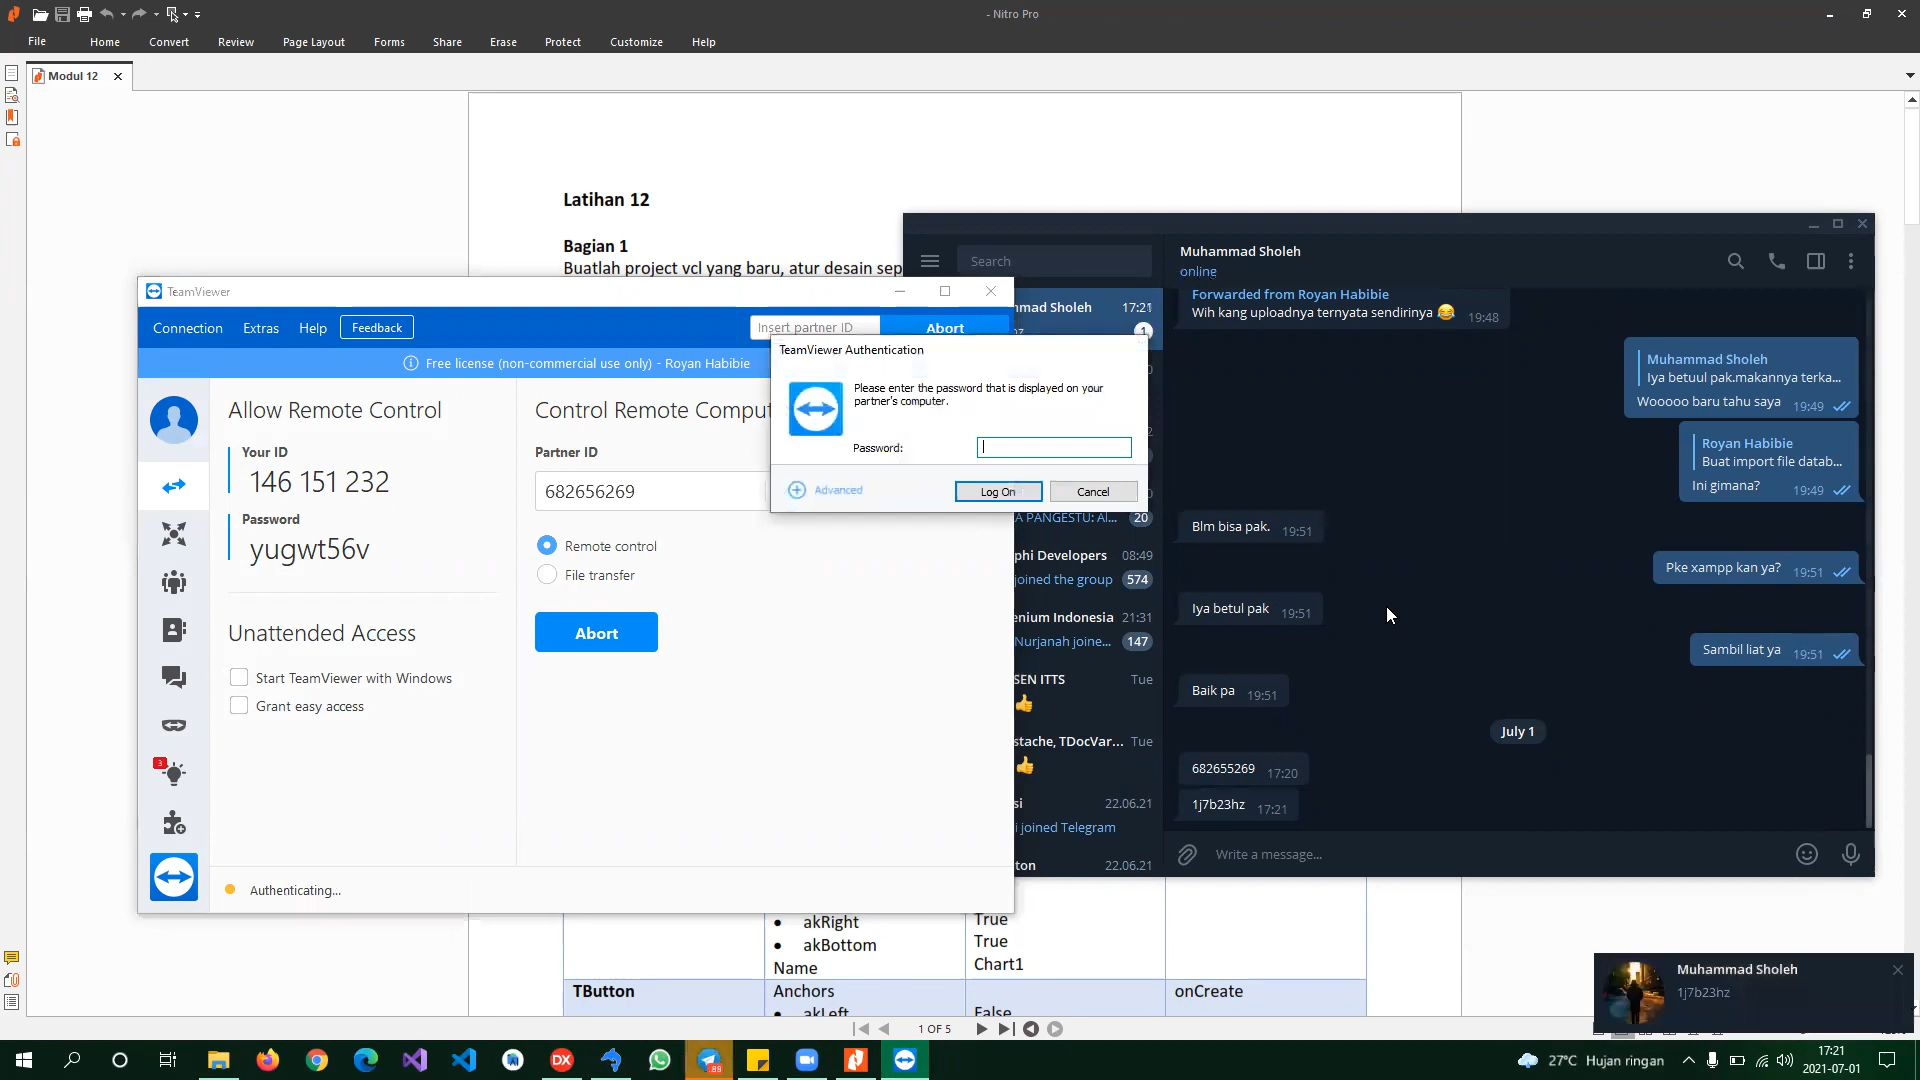 - Nitro Pro
File
Home
Convert
Review
Page Layout
Forms
Share
Erase
Protect
Customize
Help
Modul 12
Latihan 12
Bagian 1
Buatlah project vcl yang baru, atur desain sep
TeamViewer
Connection
Extras
Help
Feedback
Insert partner ID
Abort
Free license (non-commercial use only) - Royan Habibie
Allow Remote Control
Your ID
146 151 232
Password
yugwt56v
Unattended Access
Start TeamViewer with Windows
Grant easy access
3
Control Remote Comput
Partner ID
682656269
Remote control
File transfer
Abort
Authenticating...
TeamViewer Authentication
Please enter the password that is displayed on your
partner's computer.
Password:
Advanced
Log On
Cancel
Search
nmad Sholeh 17:21
1
A PANGESTU: Al... 20
phi Developers 08:49
joined the group 574
enium Indonesia 21:31
Nurjanah joine... 147
SEN ITTS Tue
stache, TDocVar... Tue
si 22.06.21
i joined Telegram
ton 22.06.21
Muhammad Sholeh
online
Forwarded from Royan Habibie
Wih kang uploadnya ternyata sendirinya 😂 19:48
Muhammad Sholeh
Iya betuul pak.makannya terka...
Wooooo baru tahu saya 19:49
Royan Habibie
Buat import file datab...
Ini gimana? 19:49
Blm bisa pak. 19:51
Pke xampp kan ya? 19:51
Iya betul pak 19:51
Sambil liat ya 19:51
Baik pa 19:51
July 1
682655269 17:20
1j7b23hz 17:21
Write a message...
akRight True
akBottom True
Name Chart1
TButton Anchors onCreate
akLeft False
1 OF 5
Muhammad Sholeh
1j7b23hz
27°C Hujan ringan
17:21
2021-07-01